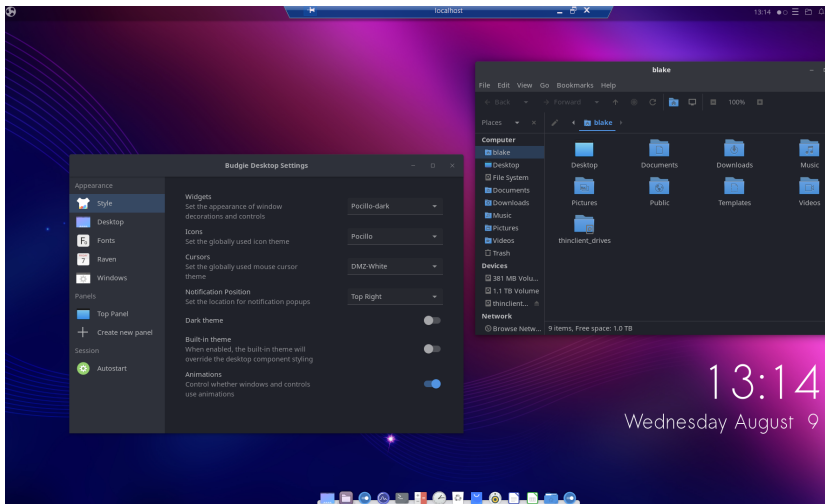 localhost
13:14
Budgie Desktop Settings
Appearance
Style
Desktop
Fonts
Raven
Windows
Panels
Top Panel
Create new panel
Session
Autostart
Widgets
Set the appearance of window
decorations and controls
Pocillo-dark
Icons
Set the globally used icon theme
Pocillo
Cursors
Set the globally used mouse cursor
theme
DMZ-White
Notification Position
Set the location for notification popups
Top Right
Dark theme
Built-in theme
When enabled, the built-in theme will
override the desktop component styling
Animations
Control whether windows and controls
use animations
blake
File Edit View Go Bookmarks Help
Back Forward 100%
Places
blake
Computer
blake
Desktop
File System
Documents
Downloads
Music
Pictures
Videos
Trash
Devices
381 MB Volu...
1.1 TB Volume
thinclient...
Network
Browse Netw...
Desktop Documents Downloads Music
Pictures Public Templates Videos
thinclient_drives
9 items, Free space: 1.0 TB
13:14
Wednesday August 9